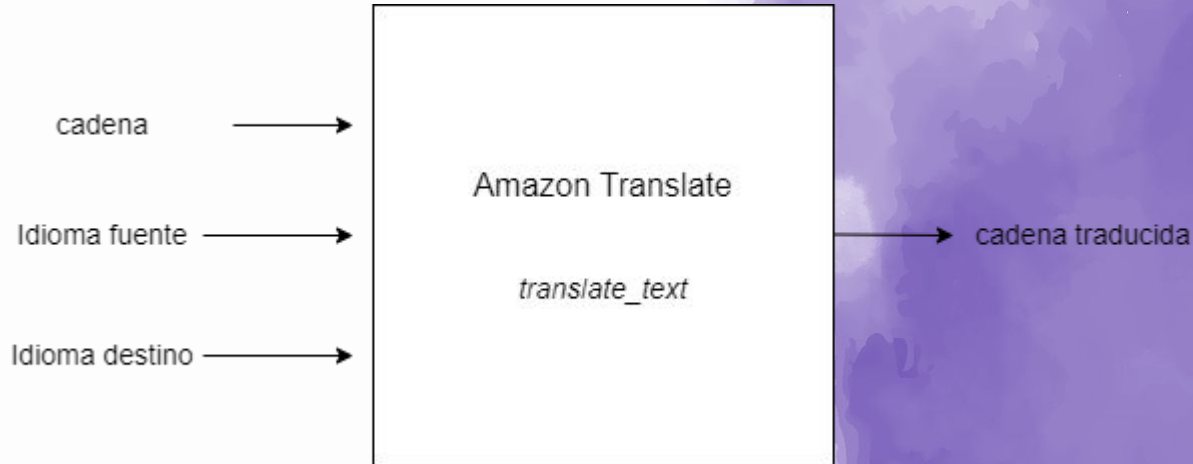 cadena
Idioma fuente
Idioma destino
Amazon Translate
translate_text
cadena traducida